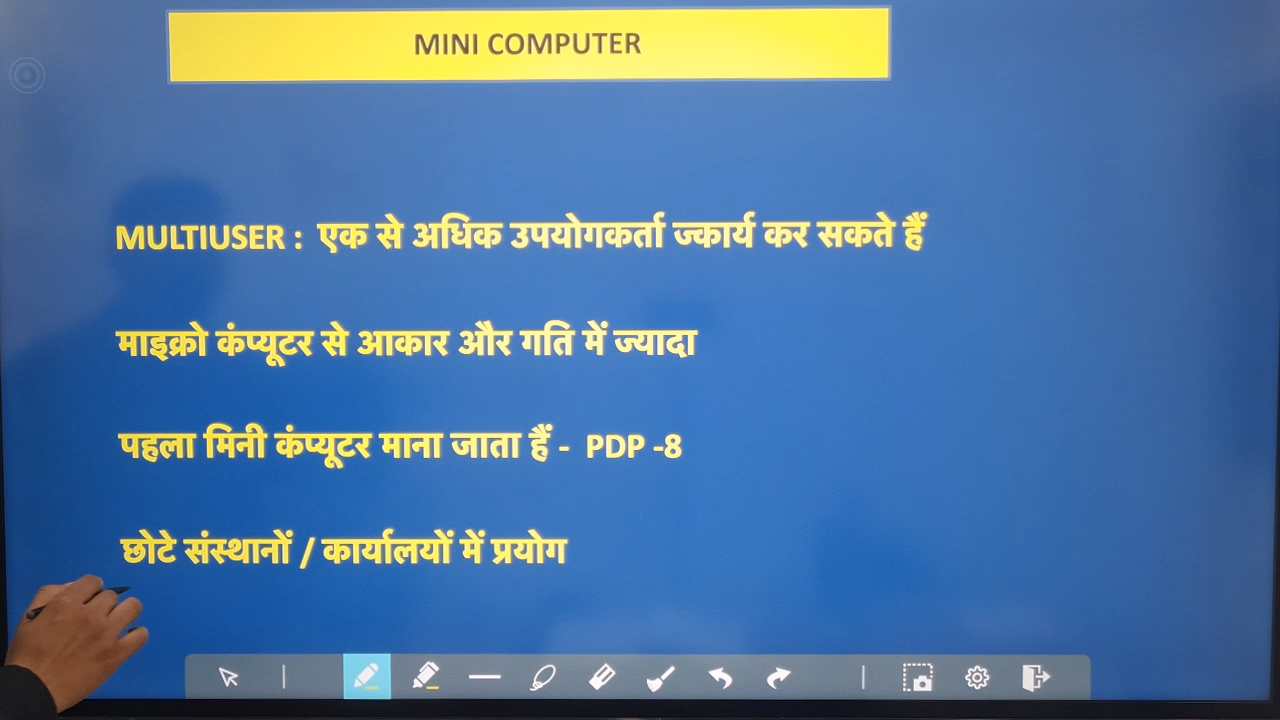 MINI COMPUTER
MULTIUSER : एक से अधिक उपयोगकर्ता ज्कार्य कर सकते हैं
माइक्रो कंप्यूटर से आकार और गति में ज्यादा
पहला मिनी कंप्यूटर माना जाता हैं - PDP -8
छोटे संस्थानों / कार्यालयों में प्रयोग